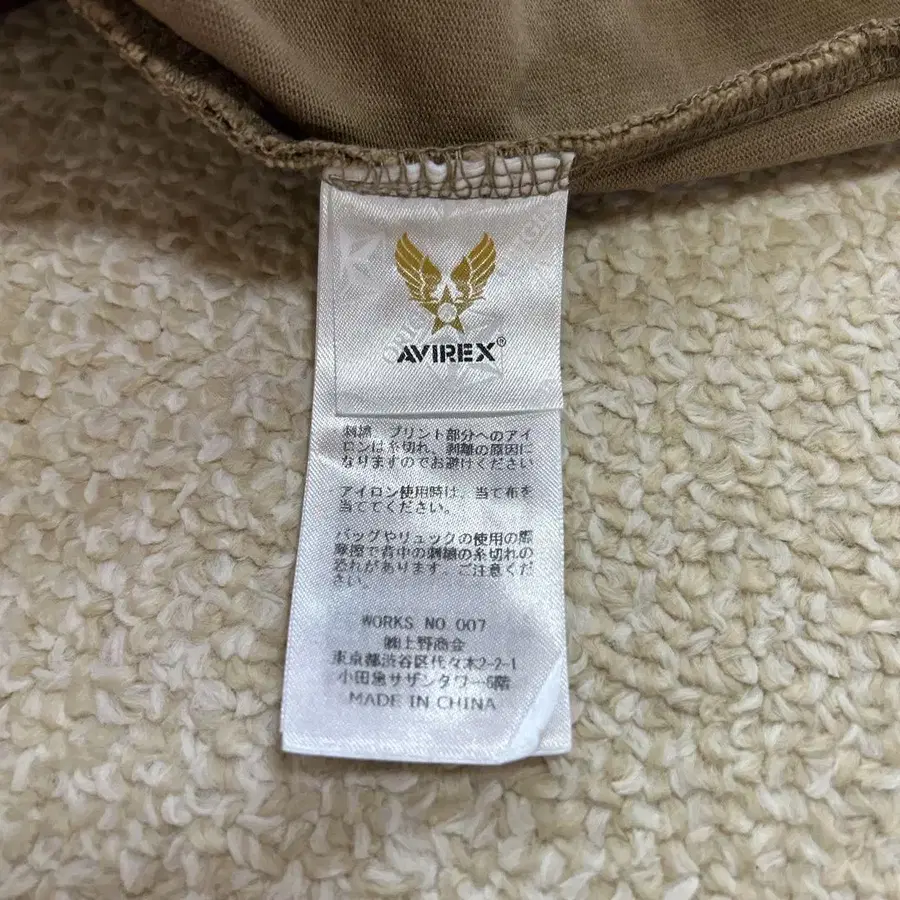 AVIREX®
刺繍、プリント部分へのアイ
ロンは糸切れ、剥離の原因に
なりますのでお避けください
アイロン使用時は、当て布を
当ててください。
バッグやリュックの使用の際
摩擦で背中の刺繍の糸切れの
恐れがあります。ご注意くだ
さい。
WORKS NO.007
㈱上野商会
東京都渋谷区代々木2-2-1
小田急サザンタワー6階
MADE IN CHINA